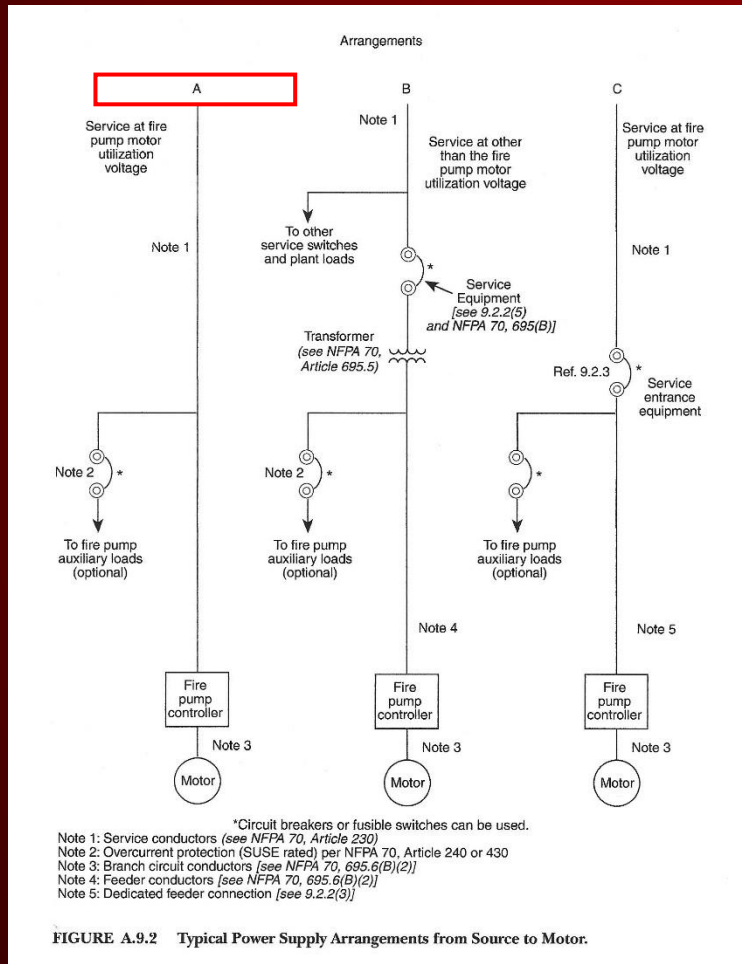 Arrangements
A
Service at fire
pump motor
utilization
voltage
Note 1
Note 2
*
To fire pump
auxiliary loads
(optional)
Fire
pump
controller
Note 3
Motor
B
Note 1
Service at other
than the fire
pump motor
utilization voltage
To other
service switches
and plant loads
*
Service
Equipment
[see 9.2.2(5)
and NFPA 70, 695(B)]
Transformer
(see NFPA 70,
Article 695.5)
Note 2
*
To fire pump
auxiliary loads
(optional)
Note 4
Fire
pump
controller
Note 3
Motor
C
Service at fire
pump motor
utilization
voltage
Note 1
Ref. 9.2.3
*
Service
entrance
equipment
*
To fire pump
auxiliary loads
(optional)
Note 5
Fire
pump
controller
Note 3
Motor
*Circuit breakers or fusible switches can be used.
Note 1: Service conductors (see NFPA 70, Article 230)
Note 2: Overcurrent protection (SUSE rated) per NFPA 70, Article 240 or 430
Note 3: Branch circuit conductors [see NFPA 70, 695.6(B)(2)]
Note 4: Feeder conductors [see NFPA 70, 695.6(B)(2)]
Note 5: Dedicated feeder connection [see 9.2.2(3)]
FIGURE A.9.2 Typical Power Supply Arrangements from Source to Motor.